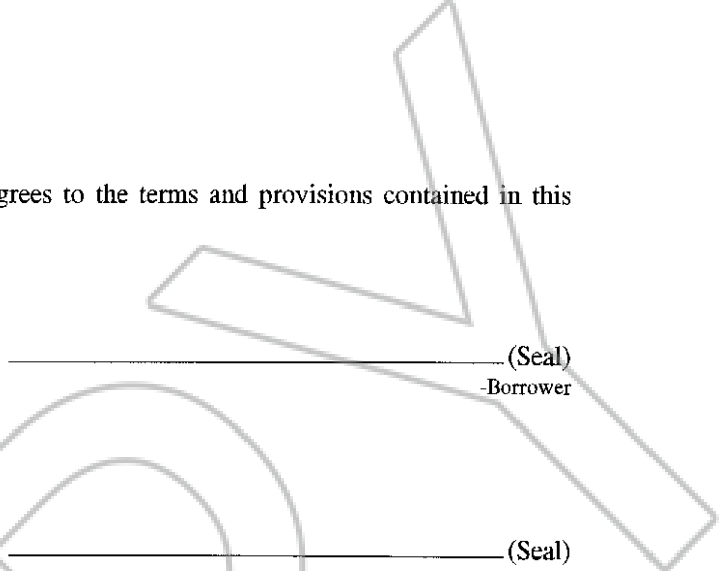 grees to the terms and provisions contained in this
(Seal)
-Borrower
(Seal)